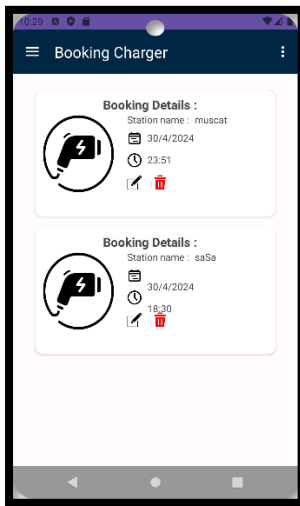 10:29
Booking Charger
Booking Details :
Station name : muscat
30/4/2024
23:51
Booking Details :
Station name : saSa
30/4/2024
18:30